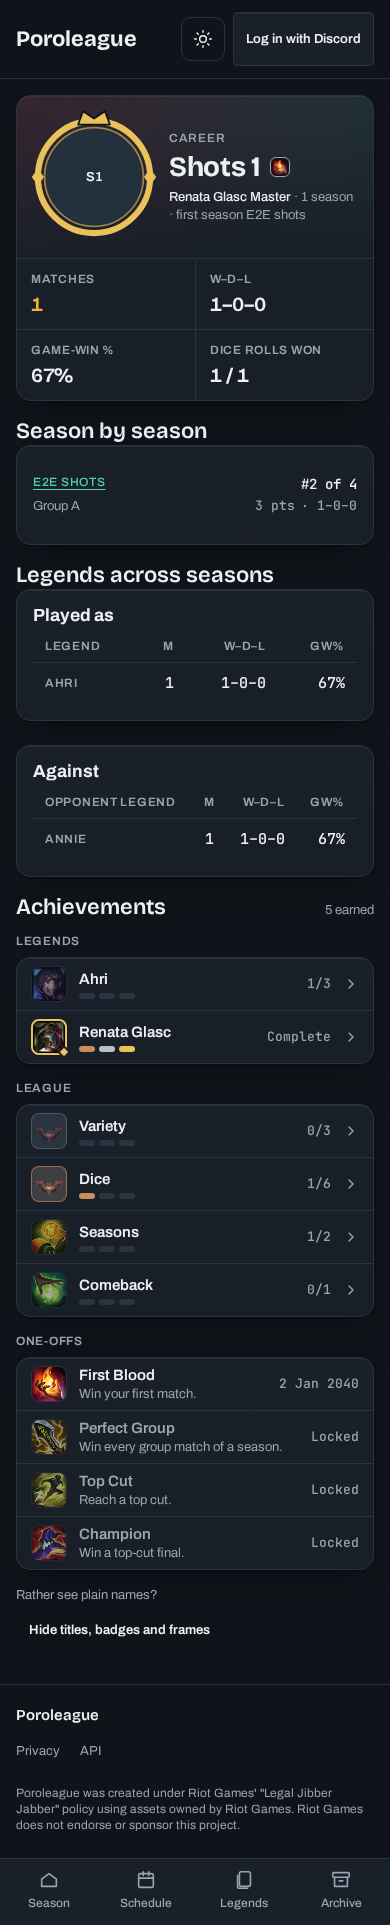 Poroleague
Log in with Discord
CAREER
S1
Shots 1
Renata Glasc Master · 1 season
· first season E2E shots
MATCHES
W–D–L
1
1–0–0
GAME-WIN %
DICE ROLLS WON
67%
1 / 1
Season by season
E2E SHOTS
#2 of 4
Group A
3 pts · 1–0–0
Legends across seasons
Played as
LEGEND M W–D–L GW%
AHRI 1 1–0–0 67%
Against
OPPONENT LEGEND M W–D–L GW%
ANNIE 1 1–0–0 67%
Achievements
5 earned
LEGENDS
Ahri
1/3
Renata Glasc
Complete
LEAGUE
Variety
0/3
Dice
1/6
Seasons
1/2
Comeback
0/1
ONE-OFFS
First Blood
Win your first match.
2 Jan 2040
Perfect Group
Win every group match of a season.
Locked
Top Cut
Reach a top cut.
Locked
Champion
Win a top-cut final.
Locked
Rather see plain names?
Hide titles, badges and frames
Poroleague
Privacy API
Poroleague was created under Riot Games' "Legal Jibber
Jabber" policy using assets owned by Riot Games. Riot Games
does not endorse or sponsor this project.
Season Schedule Legends Archive